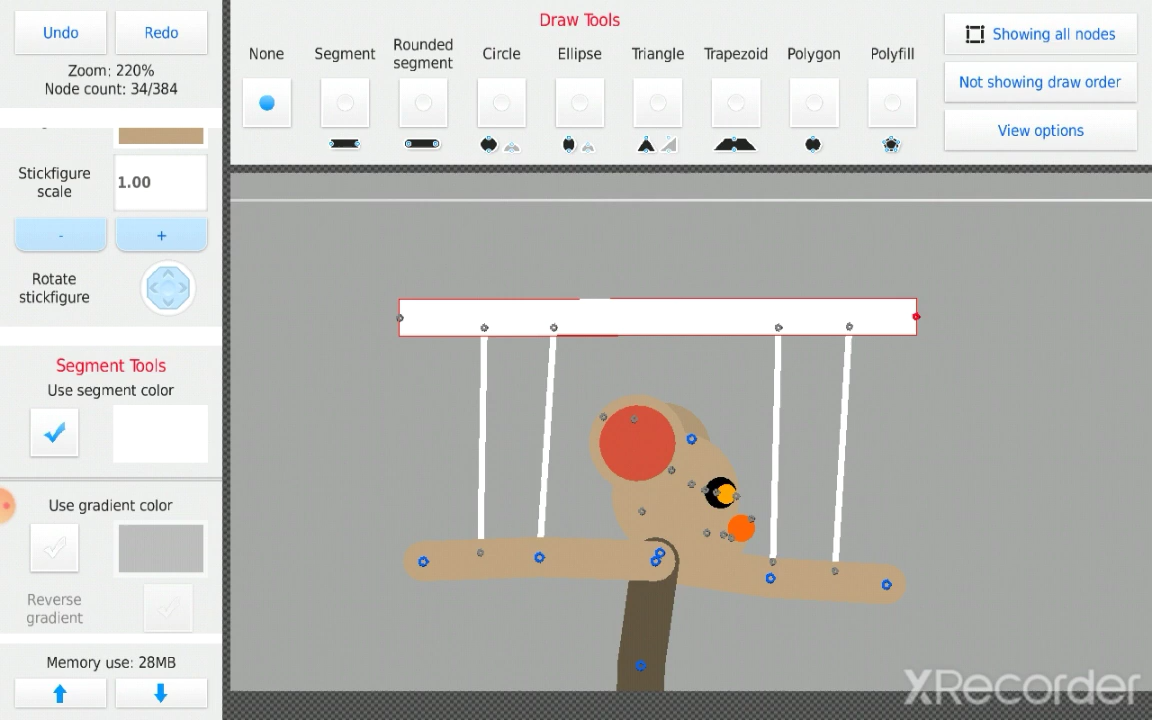 Undo
Redo
Zoom: 220%
Node count: 34/384
Stickfigure
scale
1.00
-
+
Rotate
stickfigure
Segment Tools
Use segment color
Use gradient color
Reverse
gradient
Memory use: 28MB
Draw Tools
None
Segment
Rounded
segment
Circle
Ellipse
Triangle
Trapezoid
Polygon
Polyfill
Showing all nodes
Not showing draw order
View options
XRecorder